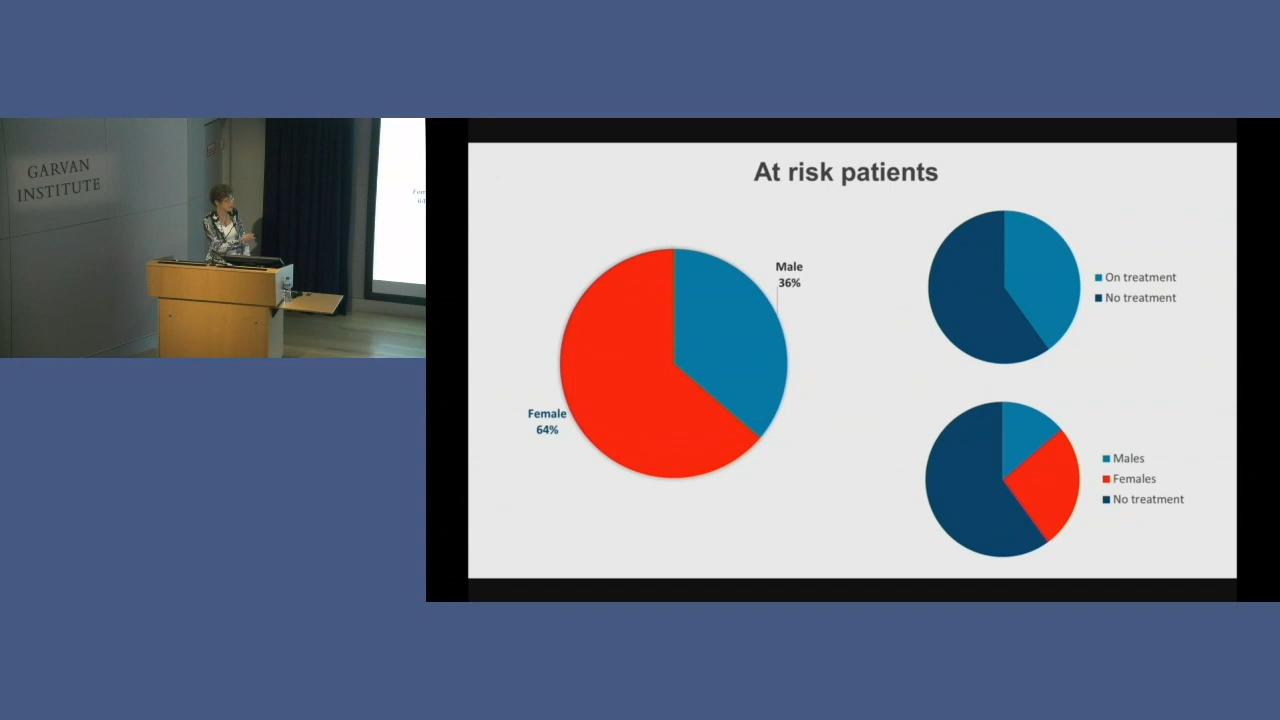 GARVAN
INSTITUTE
At risk patients
Male
36%
Female
64%
On treatment
No treatment
Males
Females
No treatment